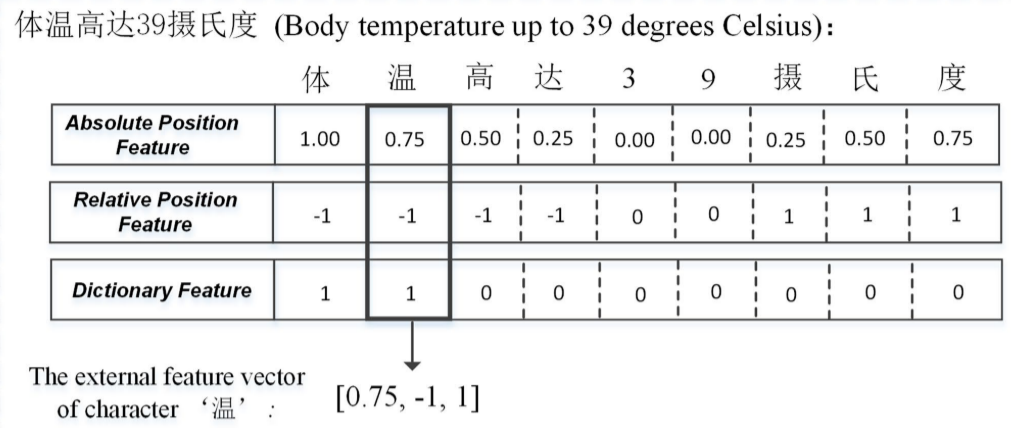 体温高达39摄氏度 (Body temperature up to 39 degrees Celsius):
体 温 高 达 3 9 摄 氏 度
Absolute Position Feature 1.00 0.75 0.50 0.25 0.00 0.00 0.25 0.50 0.75
Relative Position Feature -1 -1 -1 -1 0 0 1 1 1
Dictionary Feature 1 1 0 0 0 0 0 0 0
The external feature vector
of character ‘温’ : [0.75, -1, 1]